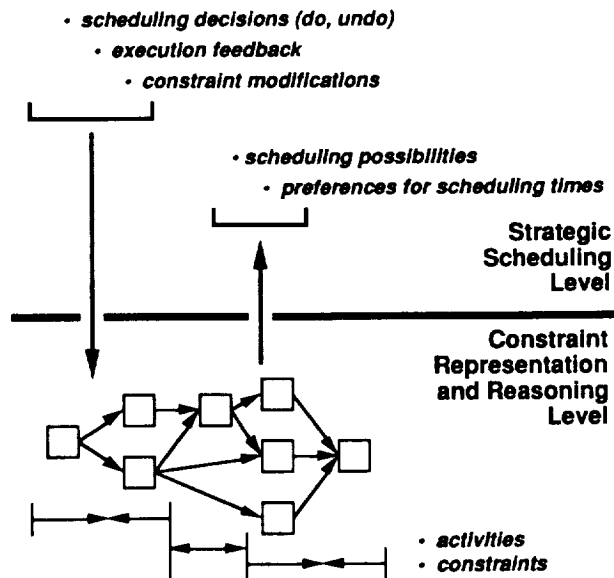 • scheduling decisions (do, undo)
• execution feedback
• constraint modifications
• scheduling possibilities
• preferences for scheduling times
Strategic
Scheduling
Level
Constraint
Representation
and Reasoning
Level
• activities
• constraints